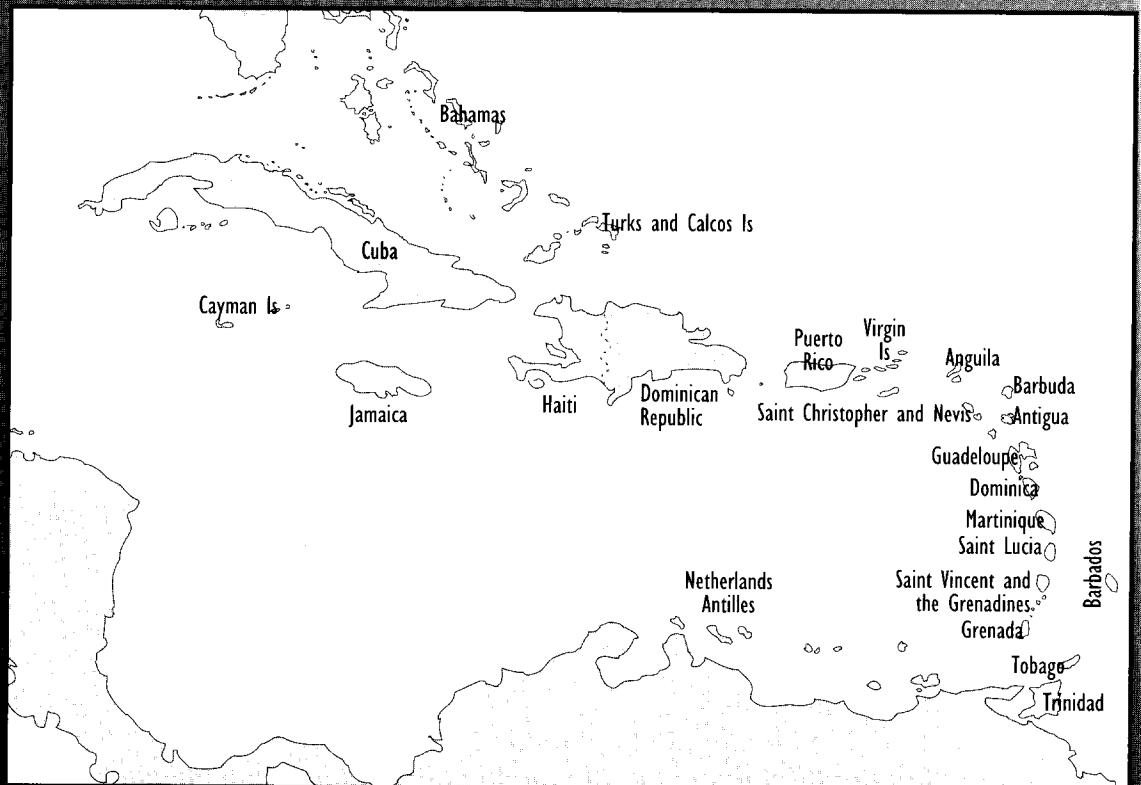 Bahamas
Turks and Calcos Is
Cuba
Cayman Is
Puerto
Rico
Virgin
Is
Anguila
Jamaica
Haiti
Dominican
Republic
Saint Christopher and Nevis
Barbuda
Antigua
Guadeloupe
Dominica
Martinique
Saint Lucia
Barbados
Netherlands
Antilles
Saint Vincent and
the Grenadines
Grenada
Tobago
Trinidad